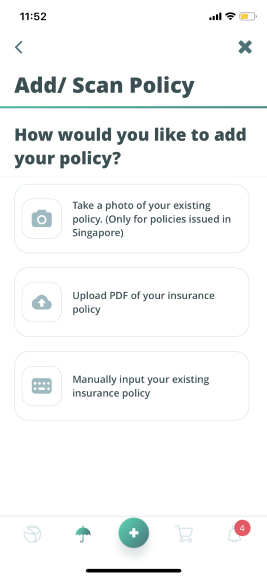 11:52
Add/ Scan Policy
How would you like to add
your policy?
Take a photo of your existing
policy. (Only for policies issued in
Singapore)
Upload PDF of your insurance
policy
Manually input your existing
insurance policy
4